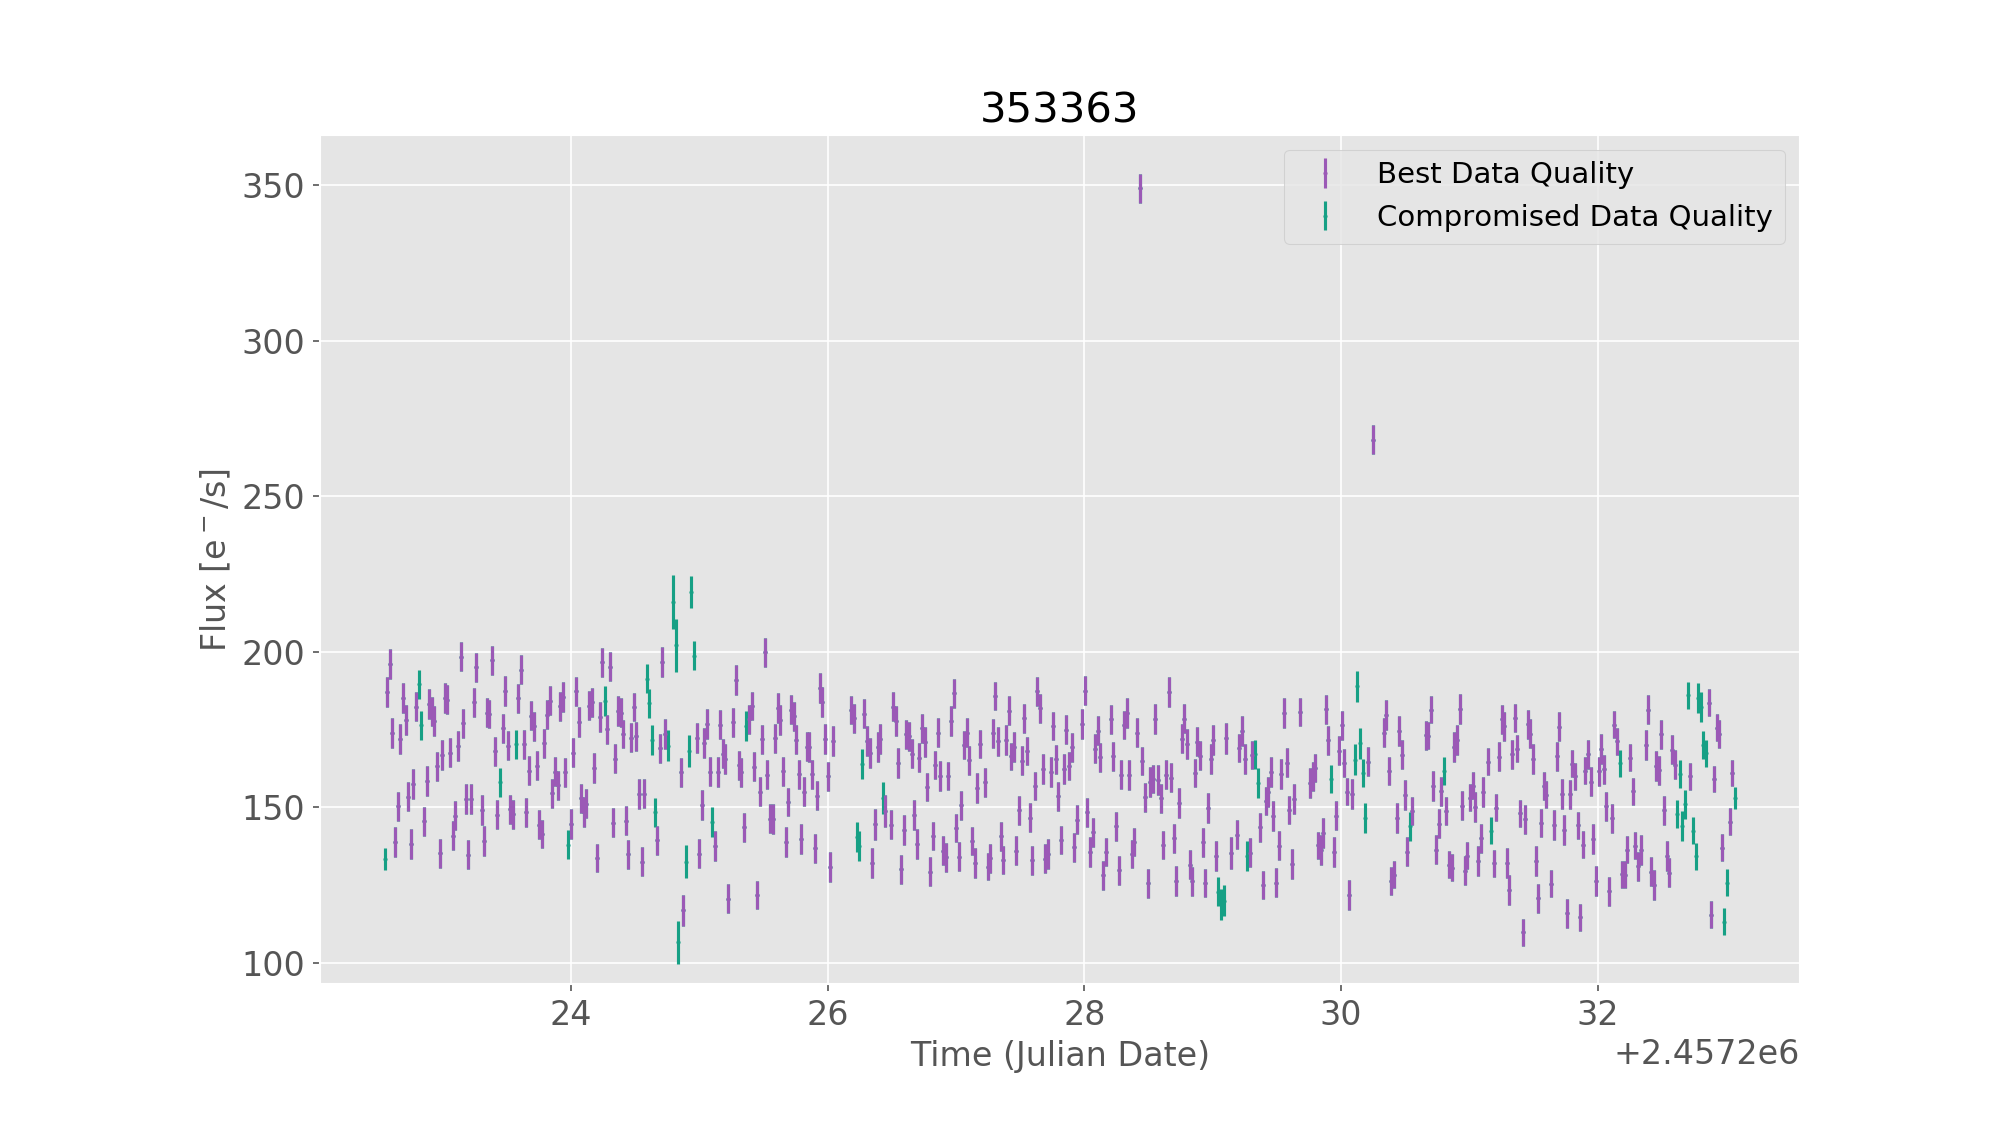 353363
Best Data Quality
Compromised Data Quality
350
300
250
200
150
100
Flux [e⁻/s]
24 26 28 30 32
Time (Julian Date)
+2.4572e6